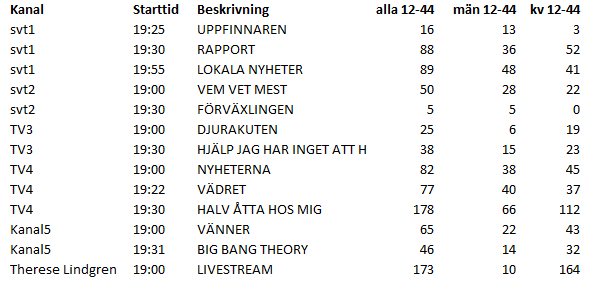 Kanal Starttid Beskrivning alla 12-44 män 12-44 kv 12-44
svt1 19:25 UPPFINNAREN 16 13 3
svt1 19:30 RAPPORT 88 36 52
svt1 19:55 LOKALA NYHETER 89 48 41
svt2 19:00 VEM VET MEST 50 28 22
svt2 19:30 FÖRVÄXLINGEN 5 5 0
TV3 19:00 DJURAKUTEN 25 6 19
TV3 19:30 HJÄLP JAG HAR INGET ATT H 38 15 23
TV4 19:00 NYHETERNA 82 38 45
TV4 19:22 VÄDRET 77 40 37
TV4 19:30 HALV ÅTTA HOS MIG 178 66 112
Kanal5 19:00 VÄNNER 65 22 43
Kanal5 19:31 BIG BANG THEORY 46 14 32
Therese Lindgren 19:00 LIVESTREAM 173 10 164